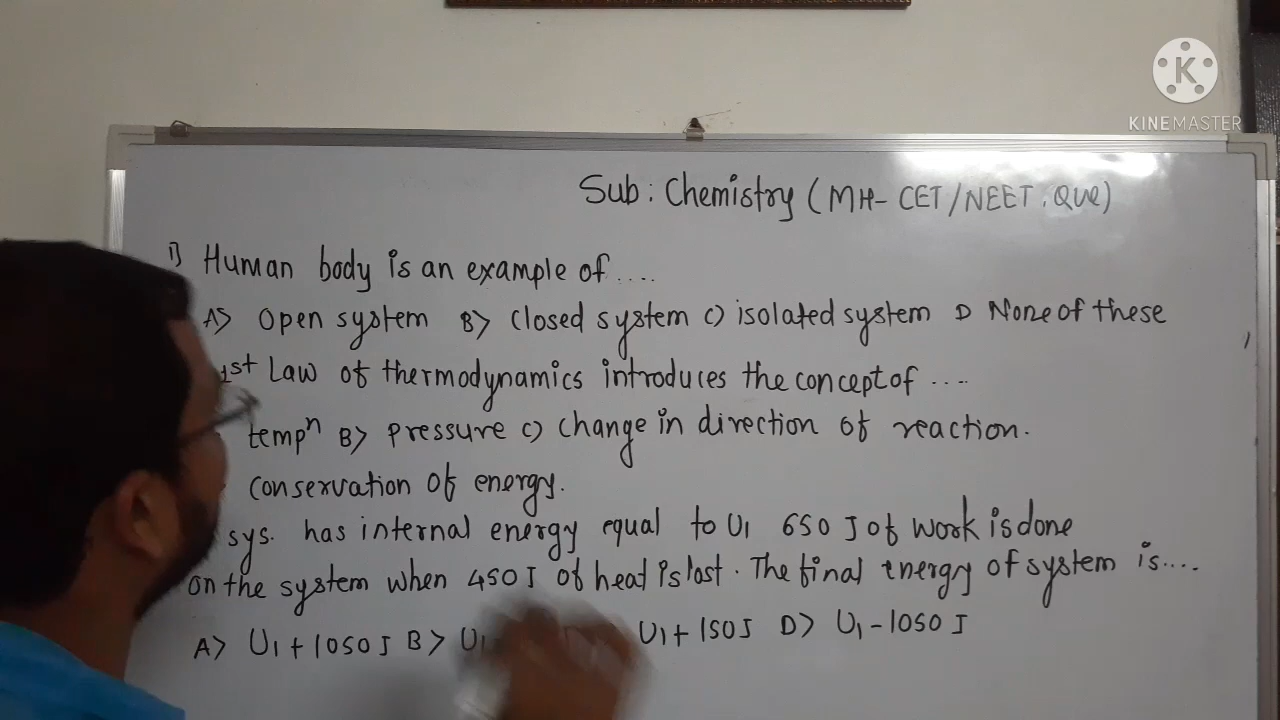 K
KINEMASTER
Sub : Chemistry (MH- CET/NEET . Que)
1) Human body is an example of ....
A> Open system B> closed system C) isolated system D None of these
1st Law of thermodynamics introduces the concept of ....
tempⁿ B> pressure C) change in direction of reaction.
conservation of energy.
sys. has internal energy equal to U1 650 J of work is done
on the system when 450 J of heat is lost. The final energy of system is....
A> U1 + 1050 J B> U1 U1 + 150 J D> U1 - 1050 J